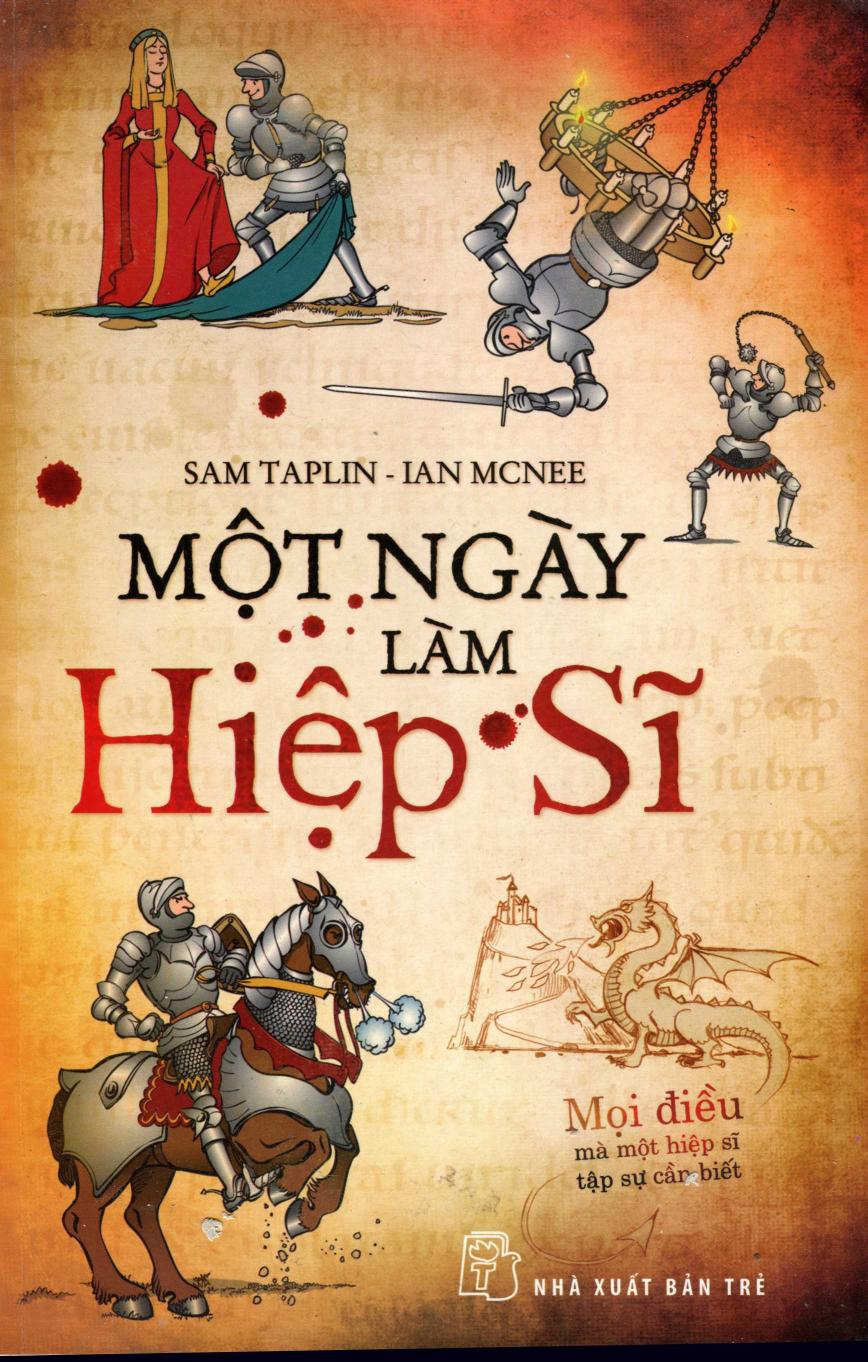 SAM TAPLIN - IAN MCNEE
MỘT NGÀY
LÀM
Hiệp Sĩ
Mọi điều
mà một hiệp sĩ
tập sự cần biết
T
NHÀ XUẤT BẢN TRẺ